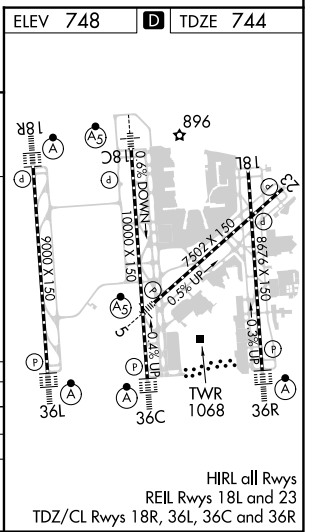 ELEV 748 D TDZE 744
18R
A
A5
896
18C
0.6% DOWN
18L
23
P
P
P
P
9000 X 150
10000 X 150
7502 X 150
0.5% UP
8676 X 150
A5
P
5
0.4% UP
0.3% UP
P
P
P
A
A
A
TWR
1068
36L
36C
36R
HIRL all Rwys
REIL Rwys 18L and 23
TDZ/CL Rwys 18R, 36L, 36C and 36R